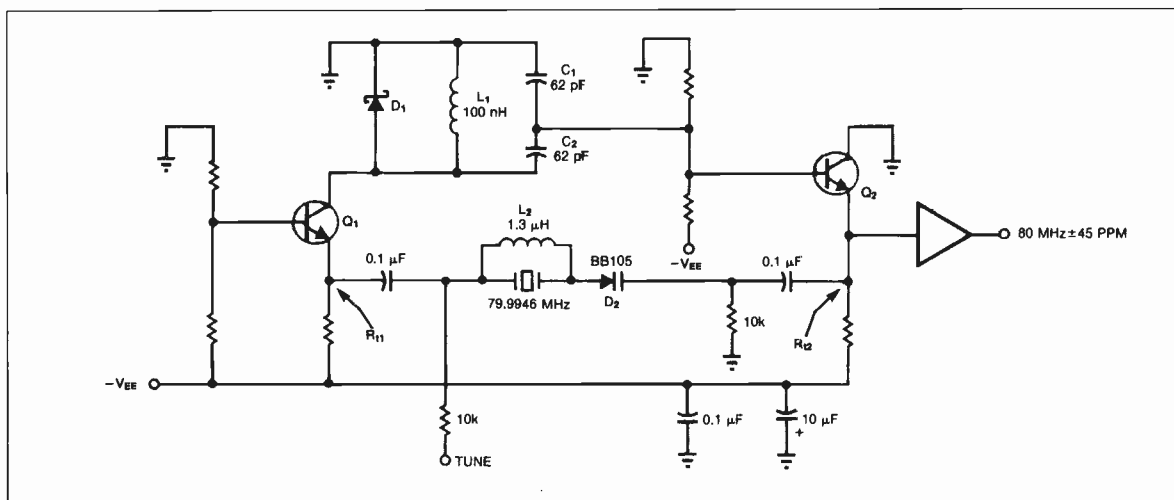 C₁
62 pF
D₁
L₁
100 nH
C₂
62 pF
Q₁
Q₂
L₂
1.3 μH
-VEE
0.1 μF
BB105
0.1 μF
80 MHz ± 45 PPM
79.9946 MHz
D₂
Rt1
10k
Rt2
-VEE
10k
0.1 μF
10 μF
+
TUNE